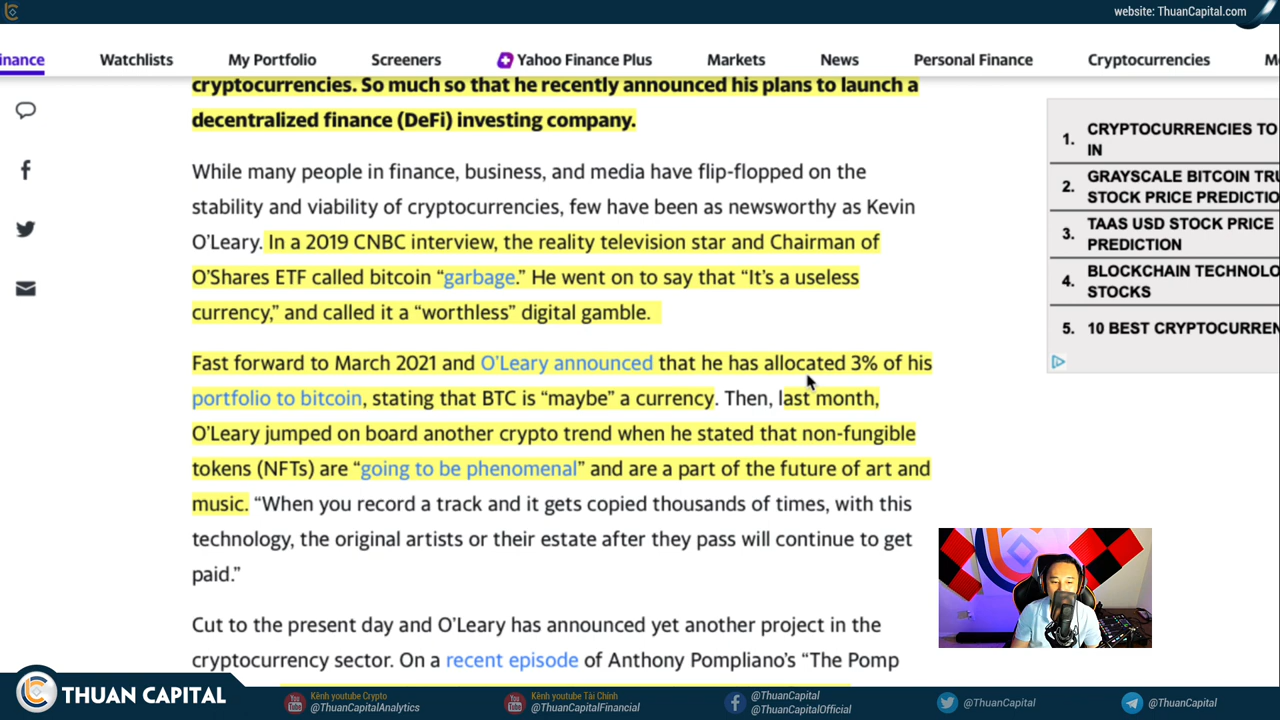 website: ThuanCapital.com
inance Watchlists My Portfolio Screeners Yahoo Finance Plus Markets News Personal Finance Cryptocurrencies
cryptocurrencies. So much so that he recently announced his plans to launch a
decentralized finance (DeFi) investing company.
While many people in finance, business, and media have flip-flopped on the
stability and viability of cryptocurrencies, few have been as newsworthy as Kevin
O’Leary. In a 2019 CNBC interview, the reality television star and Chairman of
O’Shares ETF called bitcoin “garbage.” He went on to say that “It’s a useless
currency,” and called it a “worthless” digital gamble.
Fast forward to March 2021 and O’Leary announced that he has allocated 3% of his
portfolio to bitcoin, stating that BTC is “maybe” a currency. Then, last month,
O’Leary jumped on board another crypto trend when he stated that non-fungible
tokens (NFTs) are “going to be phenomenal” and are a part of the future of art and
music. “When you record a track and it gets copied thousands of times, with this
technology, the original artists or their estate after they pass will continue to get
paid.”
Cut to the present day and O’Leary has announced yet another project in the
cryptocurrency sector. On a recent episode of Anthony Pompliano’s “The Pomp
1. CRYPTOCURRENCIES TO
IN
2. GRAYSCALE BITCOIN TRU
STOCK PRICE PREDICTIO
3. TAAS USD STOCK PRICE
PREDICTION
4. BLOCKCHAIN TECHNOLO
STOCKS
5. 10 BEST CRYPTOCURREN
THUAN CAPITAL
Kênh youtube Crypto
@ThuanCapitalAnalytics
Kênh youtube Tài Chính
@ThuanCapitalFinancial
@ThuanCapital
@ThuanCapitalOfficial
@ThuanCapital
@ThuanCapital